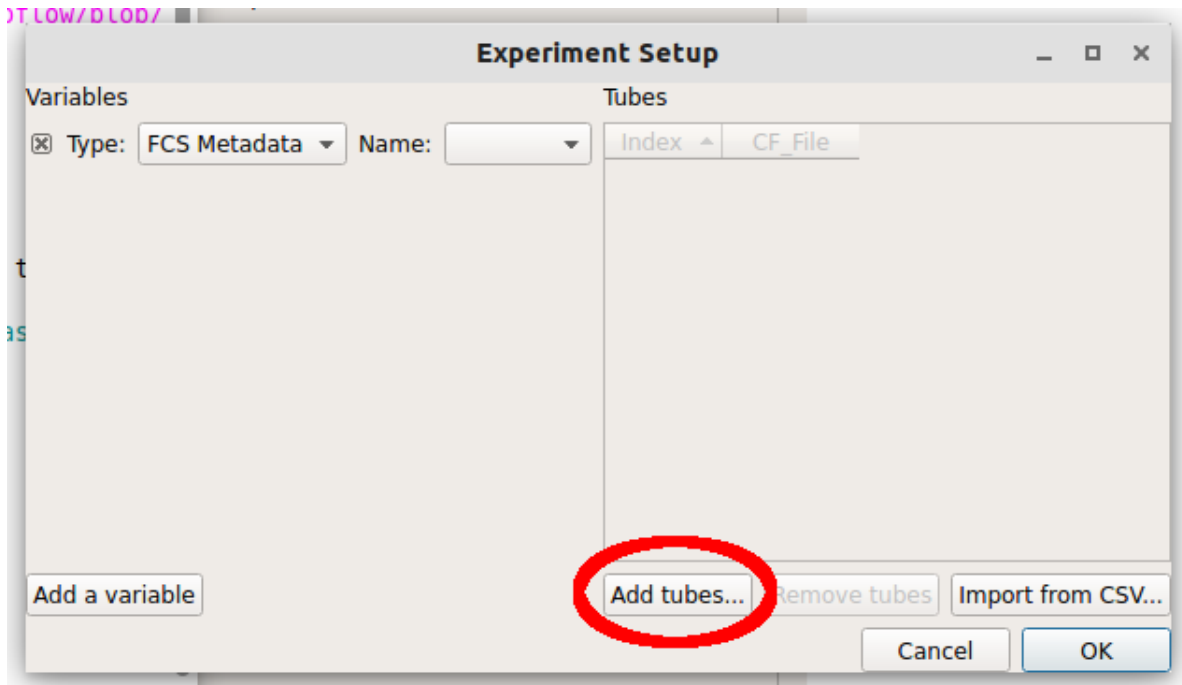 Experiment Setup
Variables
Tubes
Type: FCS Metadata Name:
Index CF_File
t
as
Add a variable
Add tubes... Remove tubes Import from CSV...
Cancel OK